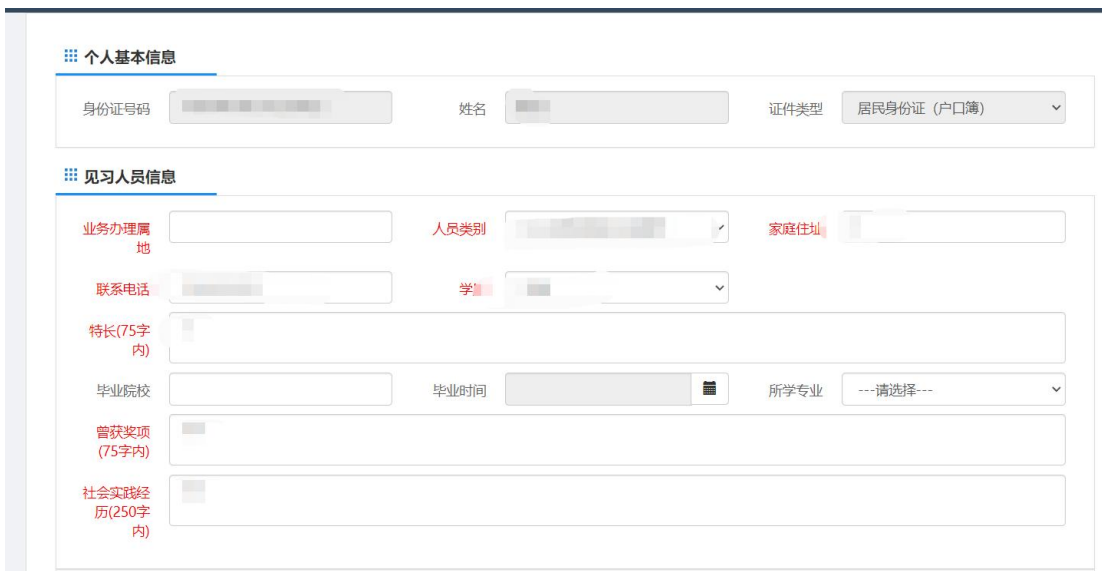 个人基本信息
身份证号码 姓名 证件类型 居民身份证（户口簿）
见习人员信息
业务办理属地 人员类别 家庭住址
联系电话 学
特长(75字内)
毕业院校 毕业时间 所学专业 ---请选择---
曾获奖项(75字内)
社会实践经历(250字内)